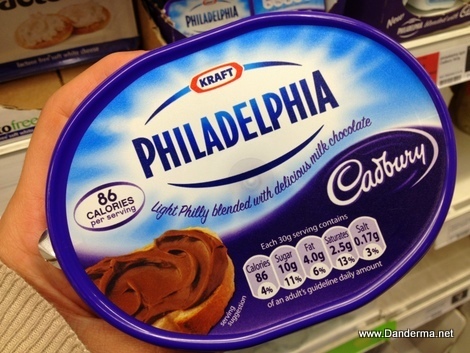 KRAFT
PHILADELPHIA
Light Philly blended with delicious milk chocolate
Cadbury
86
CALORIES
per serving
Each 30g serving contains
Calories Sugar Fat Saturates Salt
86 10g 4.0g 2.5g 0.17g
4% 11% 6% 13% 3%
of an adult's guideline daily amount
serving
suggestion
www.Danderma.net